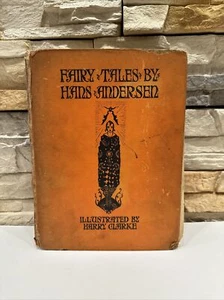 FAIRY TALES BY
HANS ANDERSEN
ILLUSTRATED BY
HARRY CLARKE